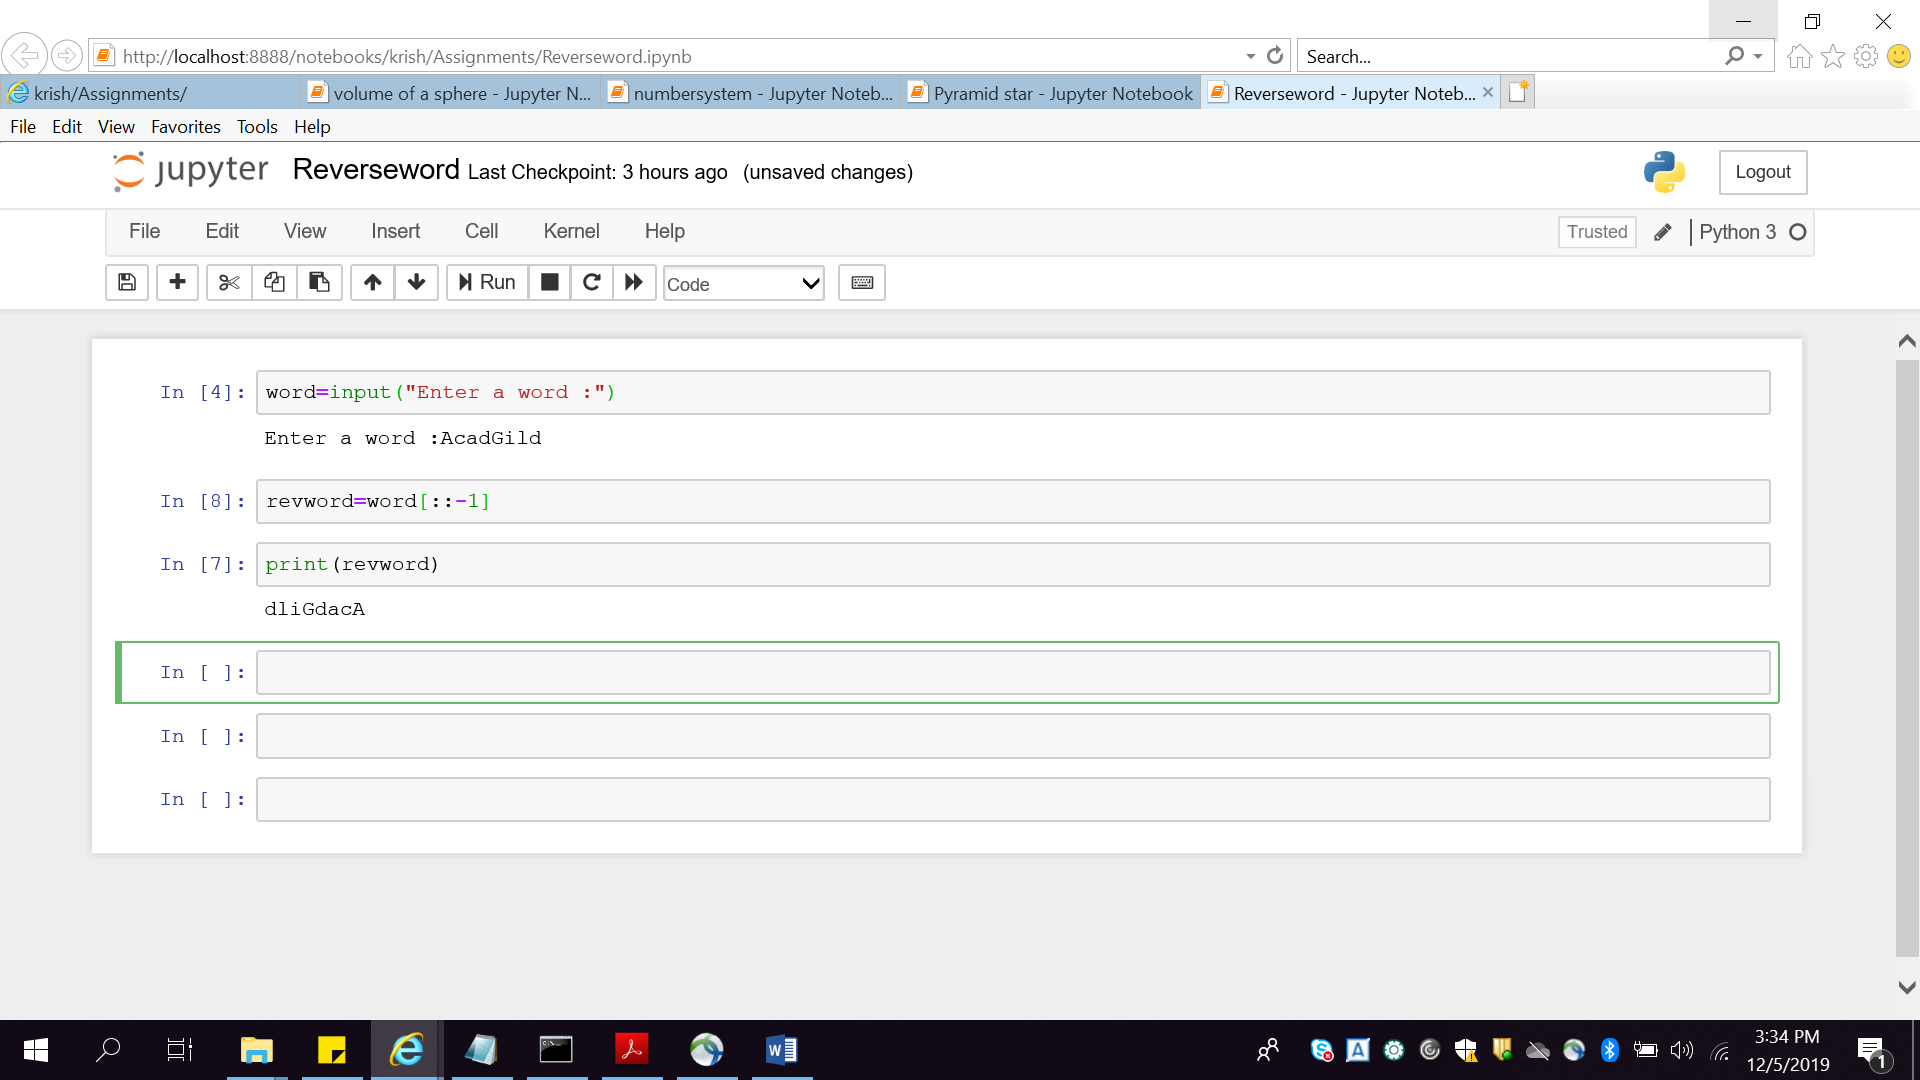 http://localhost:8888/notebooks/krish/Assignments/Reverseword.ipynb
Search...
krish/Assignments/
volume of a sphere - Jupyter N...
numbersystem - Jupyter Noteb...
Pyramid star - Jupyter Notebook
Reverseword - Jupyter Noteb...
File Edit View Favorites Tools Help
jupyter Reverseword Last Checkpoint: 3 hours ago (unsaved changes)
Logout
File Edit View Insert Cell Kernel Help
Trusted
Python 3
Run
Code
In [4]: word=input("Enter a word :")
Enter a word :AcadGild
In [8]: revword=word[::-1]
In [7]: print(revword)
dliGdacA
In [ ]:
In [ ]:
In [ ]:
3:34 PM
12/5/2019
1